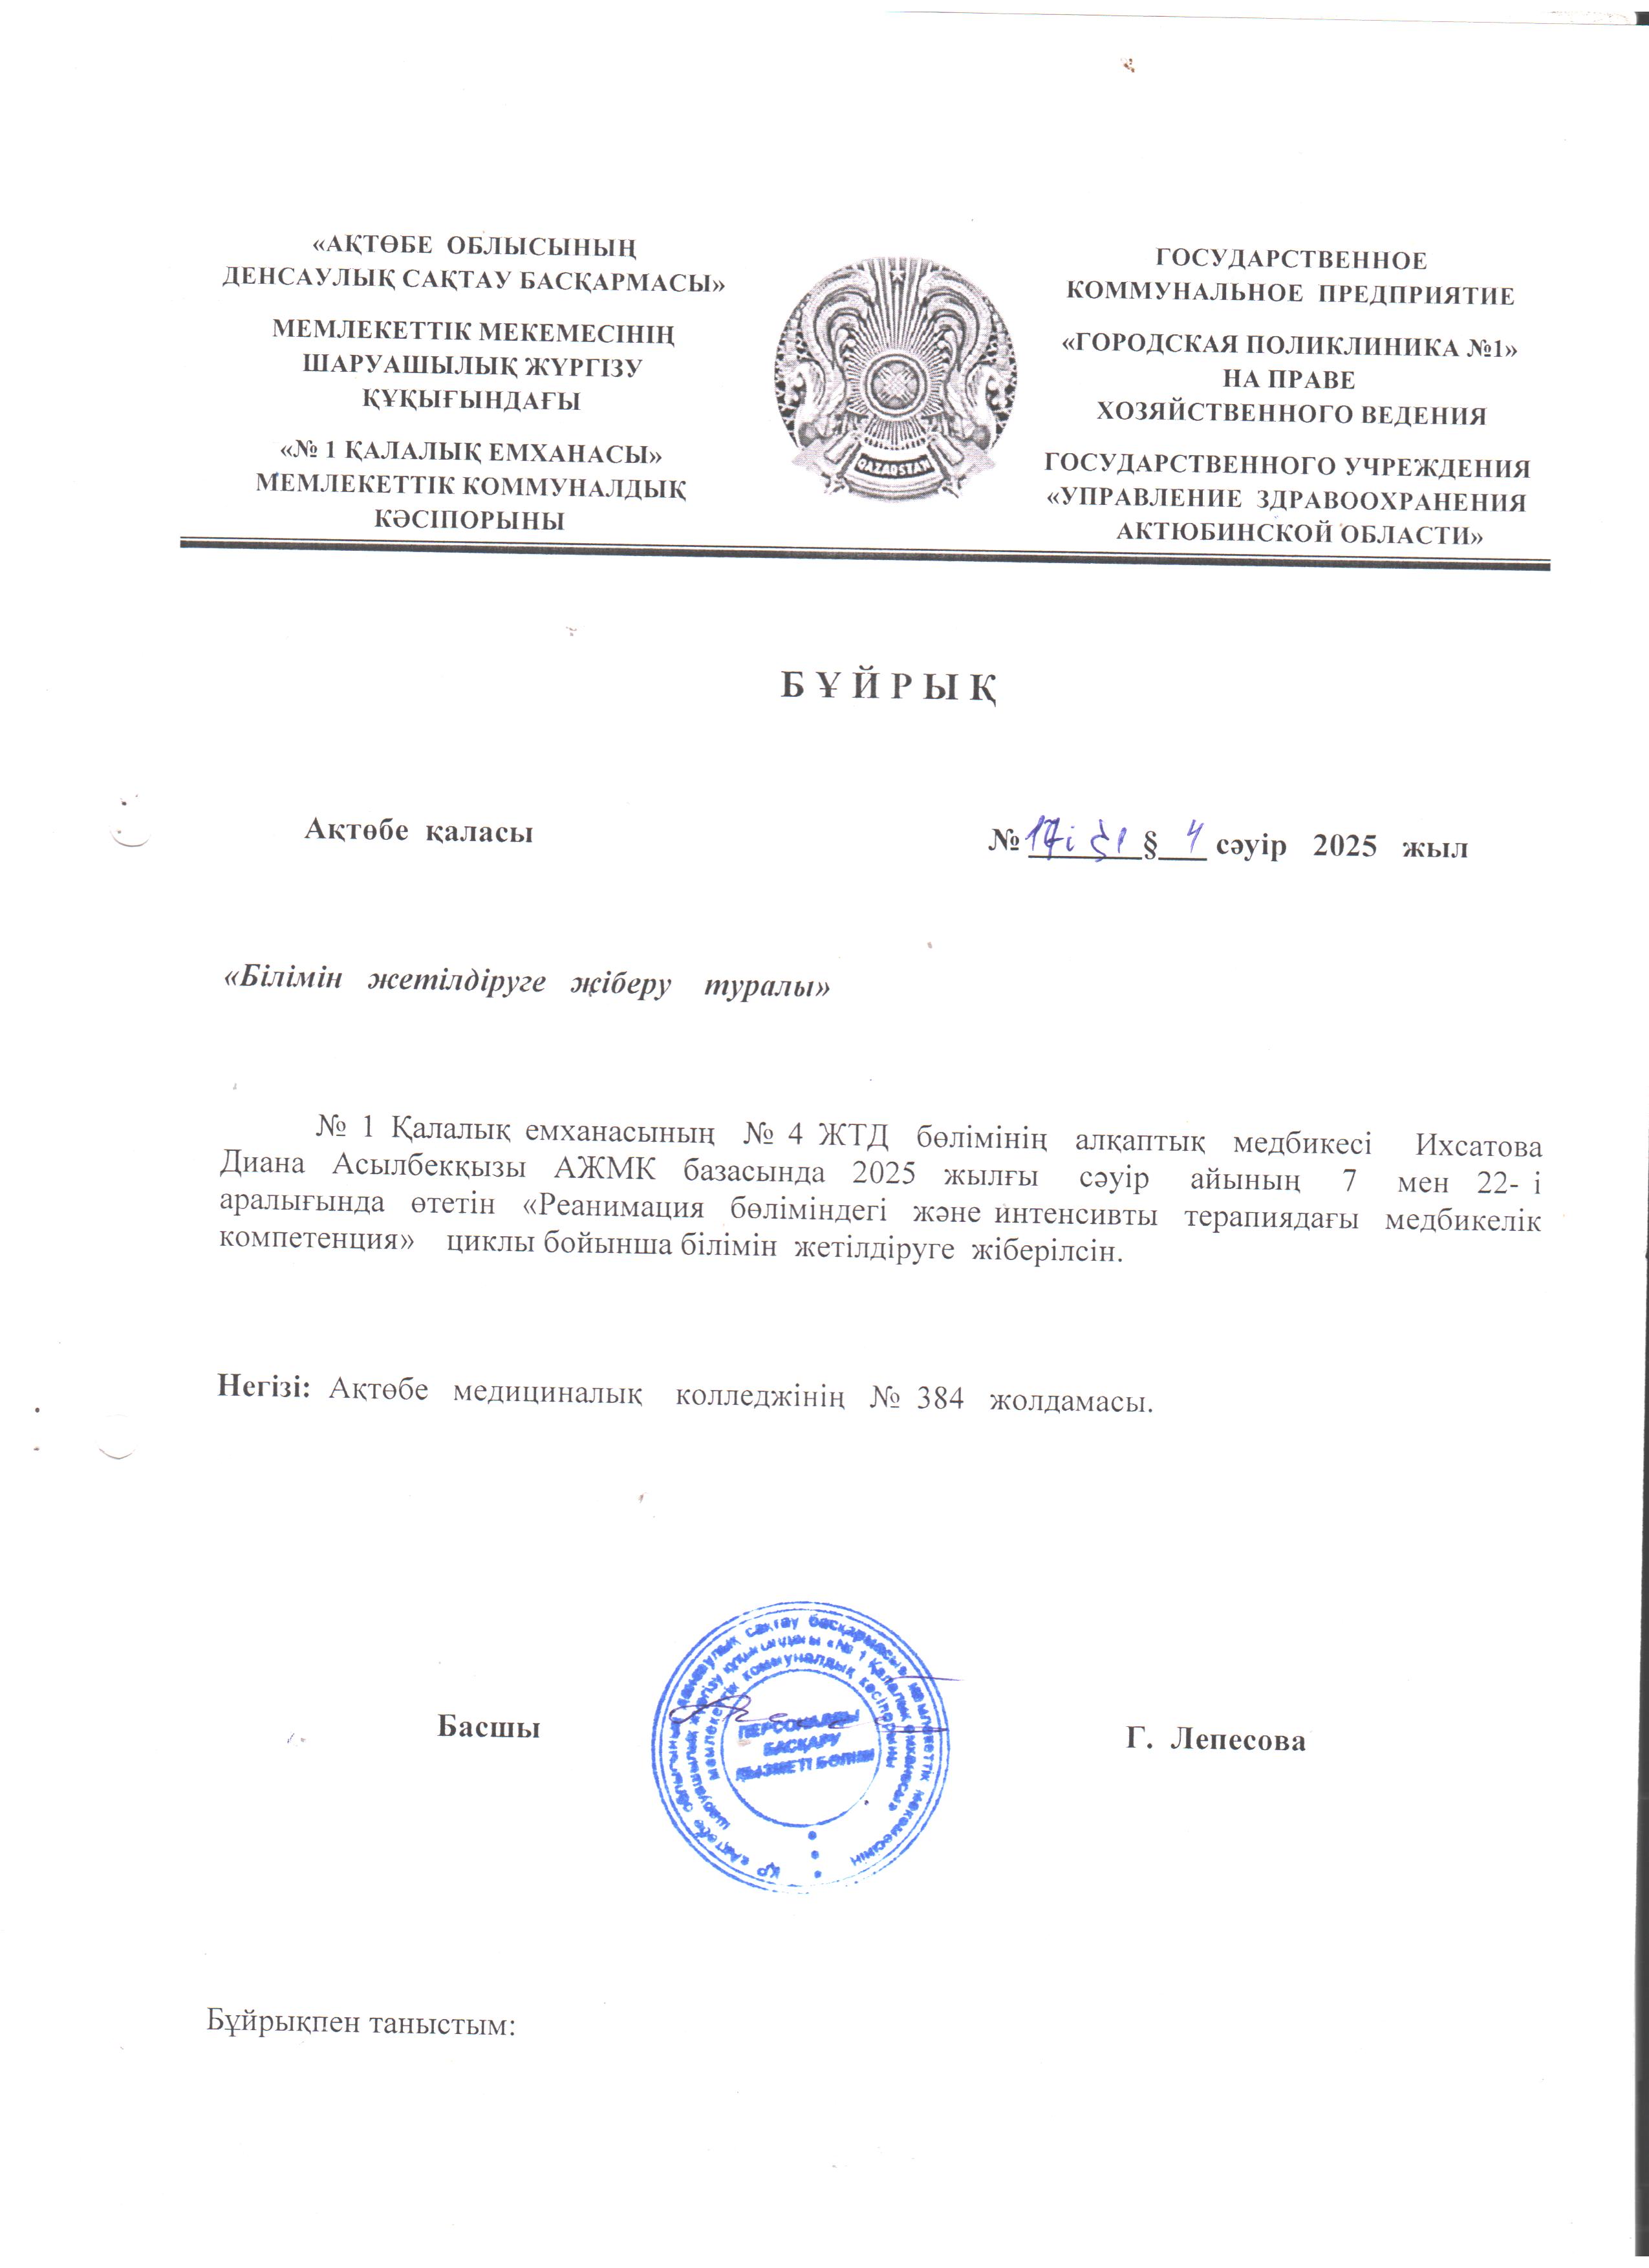 «АҚТӨБЕ ОБЛЫСЫНЫҢ
ДЕНСАУЛЫҚ САҚТАУ БАСҚАРМАСЫ»
МЕМЛЕКЕТТІК МЕКЕМЕСІНІҢ
ШАРУАШЫЛЫҚ ЖҮРГІЗУ
ҚҰҚЫҒЫНДАҒЫ
«№ 1 ҚАЛАЛЫҚ ЕМХАНАСЫ»
МЕМЛЕКЕТТІК КОММУНАЛДЫҚ
КӘСІПОРЫНЫ
QAZAQSTAN
ГОСУДАРСТВЕННОЕ
КОММУНАЛЬНОЕ ПРЕДПРИЯТИЕ
«ГОРОДСКАЯ ПОЛИКЛИНИКА №1»
НА ПРАВЕ
ХОЗЯЙСТВЕННОГО ВЕДЕНИЯ
ГОСУДАРСТВЕННОГО УЧРЕЖДЕНИЯ
«УПРАВЛЕНИЕ ЗДРАВООХРАНЕНИЯ
АКТЮБИНСКОЙ ОБЛАСТИ»
Б Ұ Й Р Ы Қ
Ақтөбе қаласы
№ § 4 сәуір 2025 жыл
«Білімін жетілдіруге жіберу туралы»
№ 1 Қалалық емханасының № 4 ЖТД бөлімінің алқаптық медбикесі Ихсатова
Диана Асылбекқызы АЖМК базасында 2025 жылғы сәуір айының 7 мен 22- і
аралығында өтетін «Реанимация бөліміндегі және интенсивты терапиядағы медбикелік
компетенция» циклы бойынша білімін жетілдіруге жіберілсін.
Негізі: Ақтөбе медициналық колледжінің № 384 жолдамасы.
Басшы
ҚР «Ақтөбе облысының денсаулық сақтау басқармасы» мемлекеттік мекемесінің
шаруашылық жүргізу құқығындағы «№ 1 Қалалық емханасы»
мемлекеттік коммуналдық кәсіпорыны
ПЕРСОНАЛДЫ
БАСҚАРУ
ҚЫЗМЕТІ БӨЛІМІ
Г. Лепесова
Бұйрықпен таныстым: